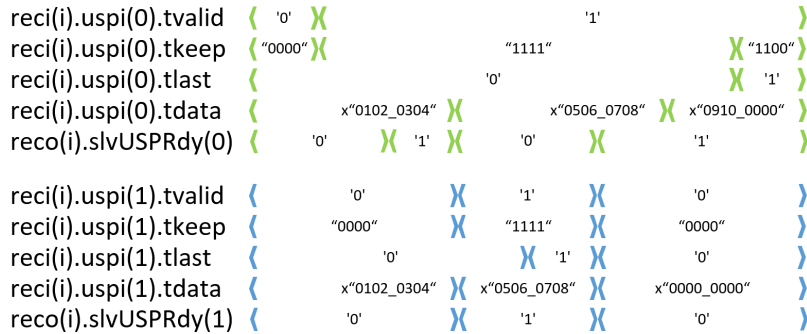 reci(i).uspi(0).tvalid '0' '1'
reci(i).uspi(0).tkeep “0000“ “1111“ “1100“
reci(i).uspi(0).tlast '0' '1'
reci(i).uspi(0).tdata x“0102_0304“ x“0506_0708“ x“0910_0000“
reco(i).slvUSPRdy(0) '0' '1' '0' '1'
reci(i).uspi(1).tvalid '0' '1' '0'
reci(i).uspi(1).tkeep “0000“ “1111“ “0000“
reci(i).uspi(1).tlast '0' '1' '0'
reci(i).uspi(1).tdata x“0102_0304“ x“0506_0708“ x“0000_0000“
reco(i).slvUSPRdy(1) '0' '1' '0'